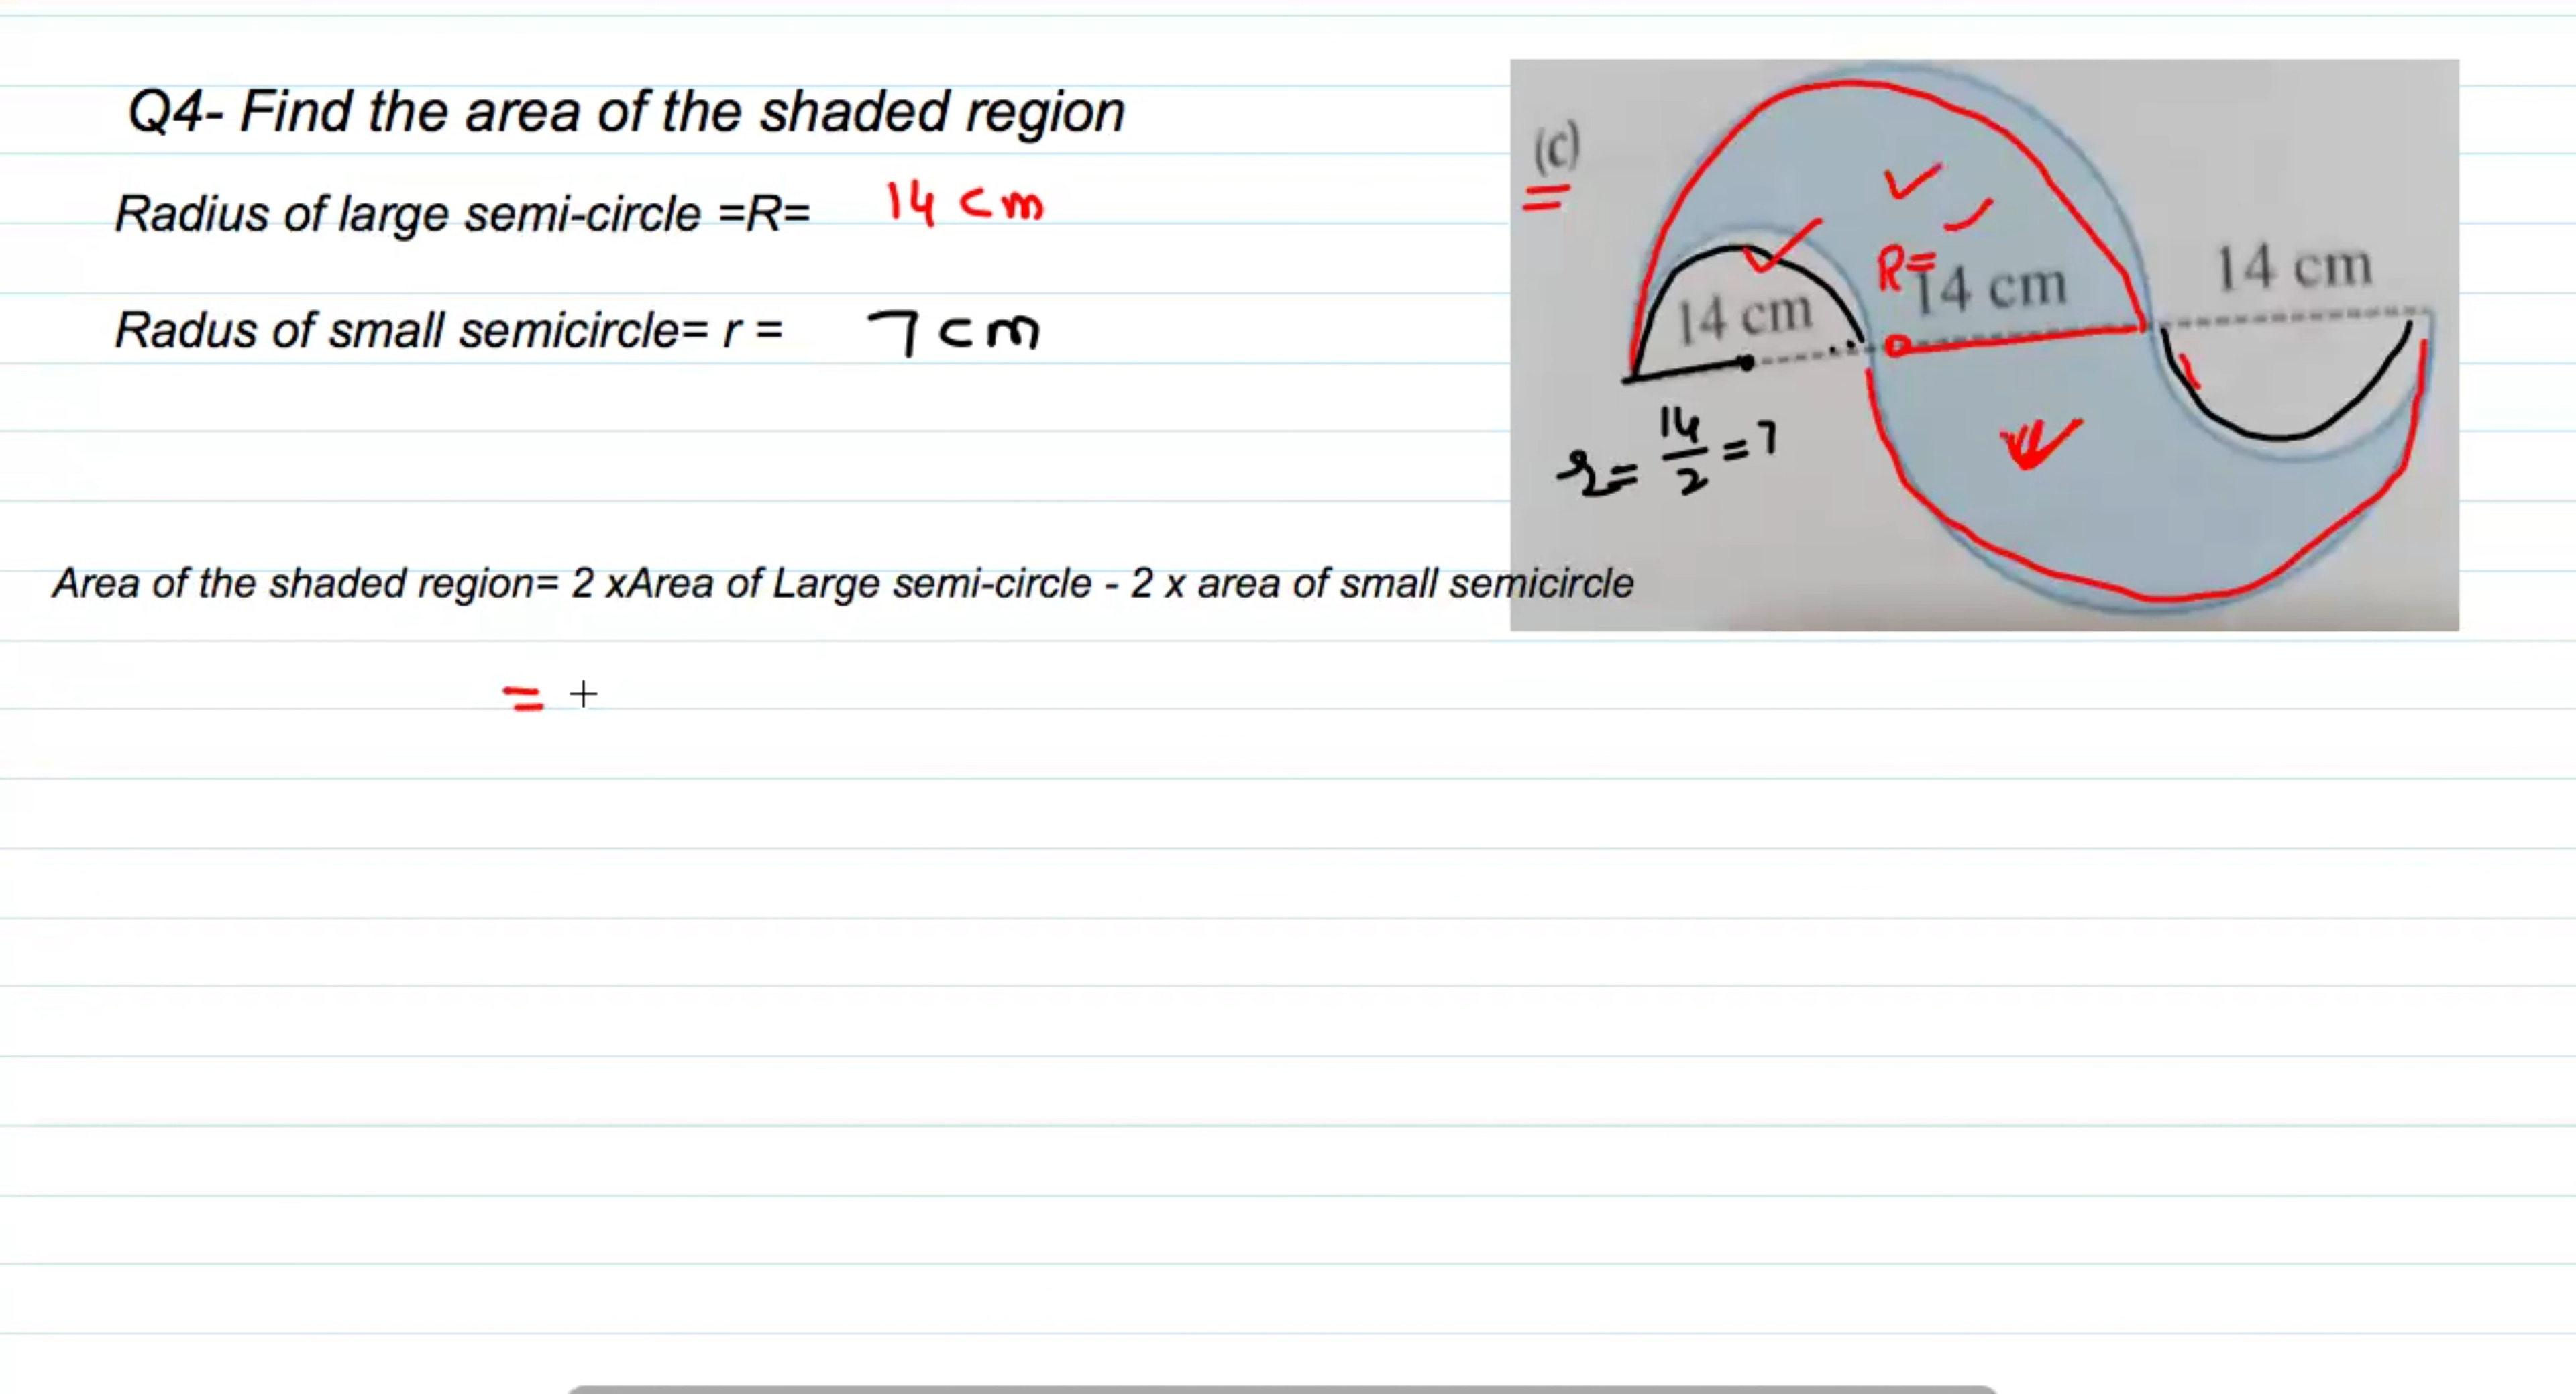 Q4- Find the area of the shaded region
Radius of large semi-circle =R= 14 cm
Radus of small semicircle= r = 7 cm
(c)
R=
14 cm
14 cm
14 cm
r = 14/2 = 7
Area of the shaded region= 2 xArea of Large semi-circle - 2 x area of small semicircle
=